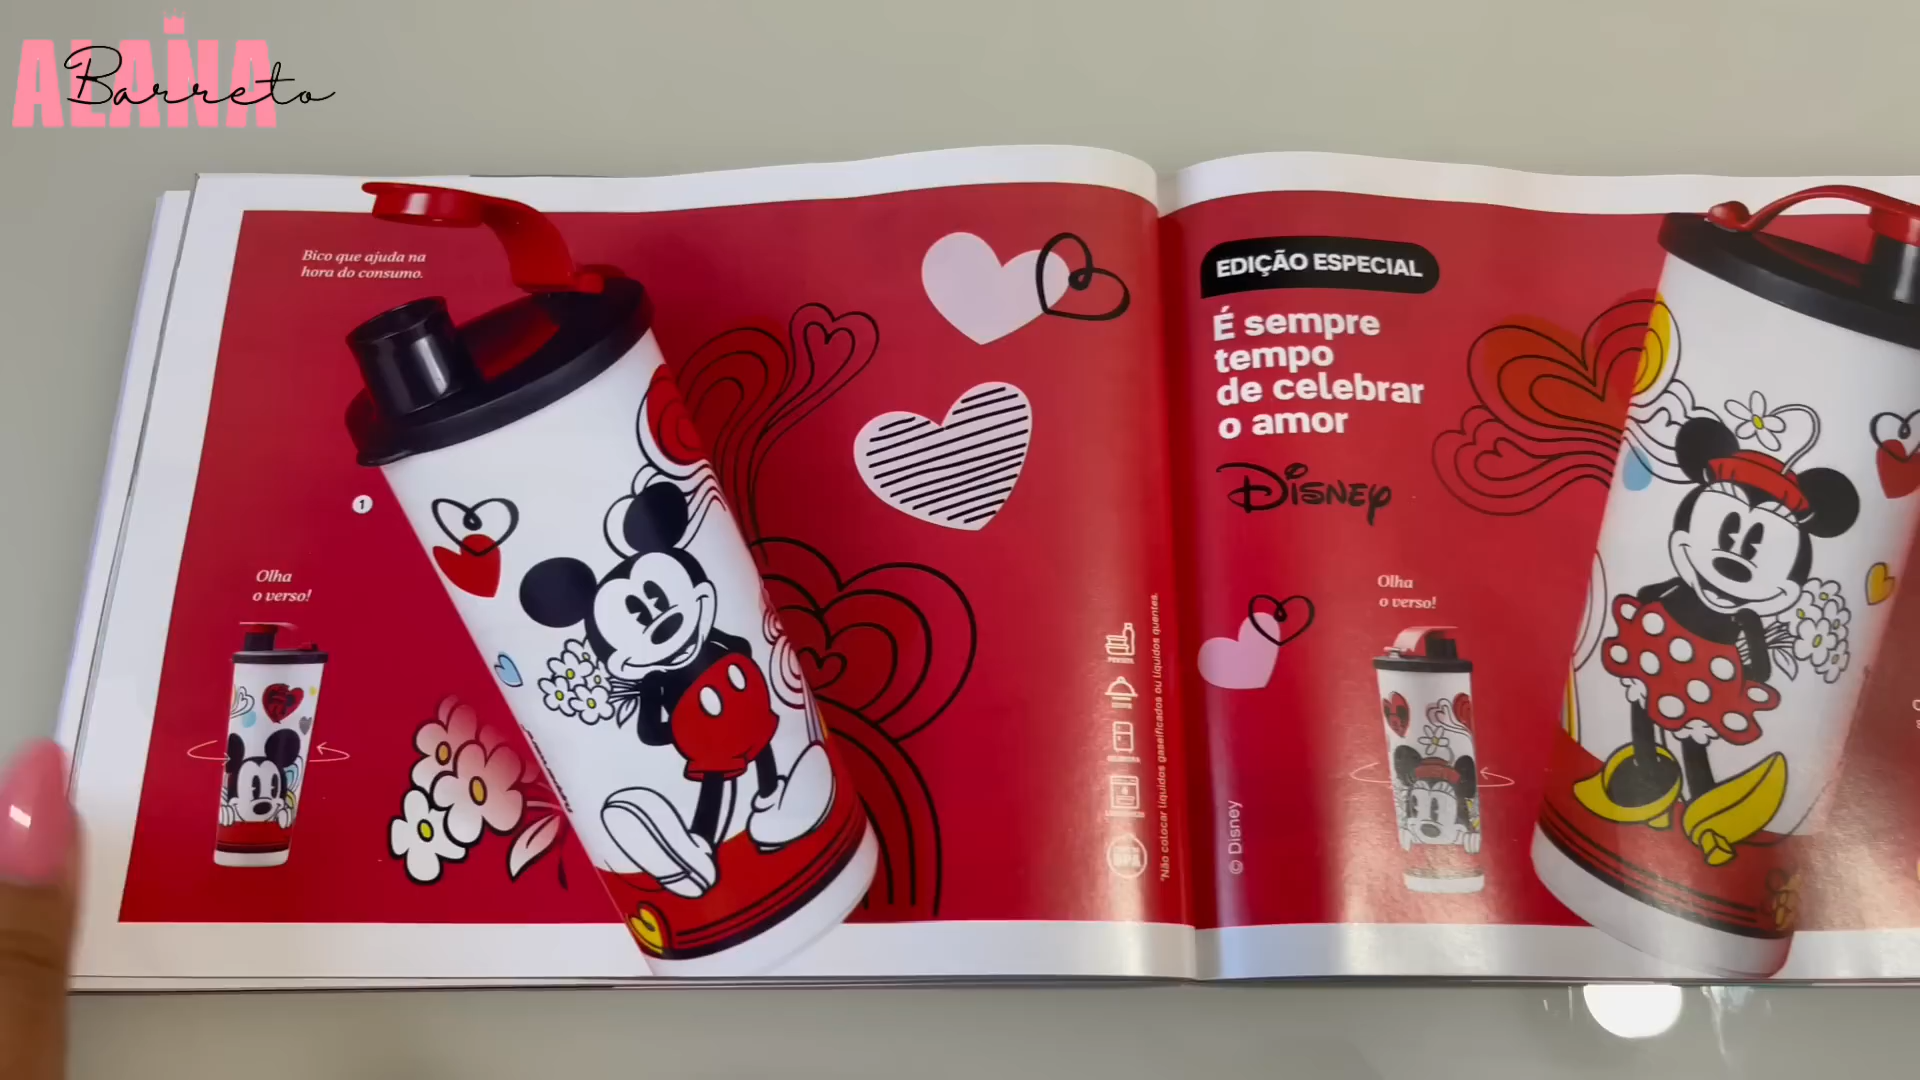 ALAINA
Barreto
Bico que ajuda na
hora do consumo.
1
Olha
o verso!
*Não colocar líquidos gaseificados ou líquidos quentes.
EDIÇÃO ESPECIAL
É sempre
tempo
de celebrar
o amor
Disney
Olha
o verso!
© Disney